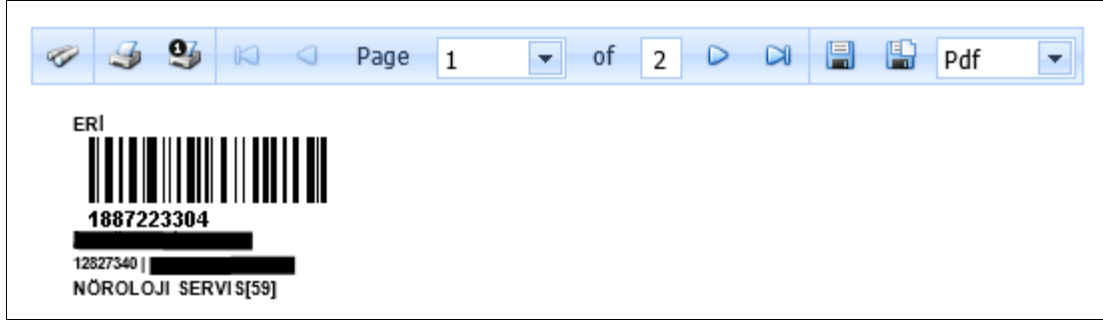 Page 1 of 2 Pdf
ERİ
1887223304
12827340 |
NÖROLOJI SERVIS[59]